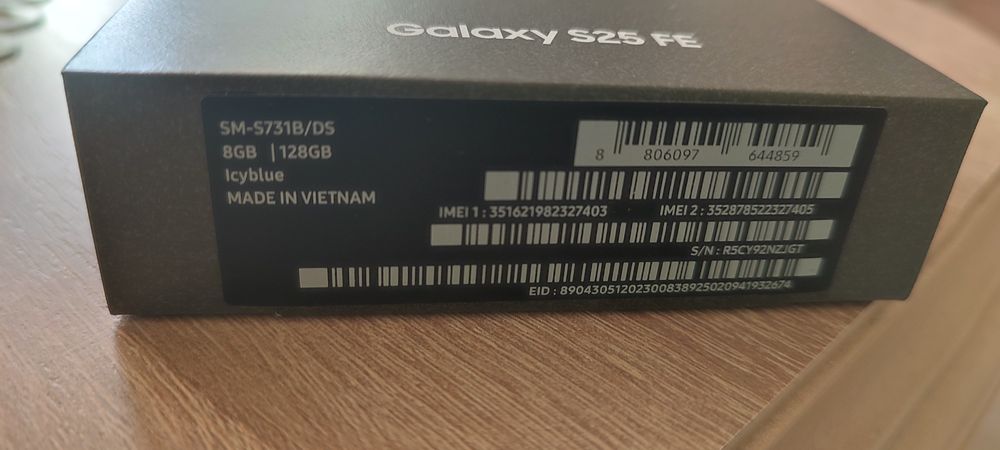 Galaxy S25 FE
SM-S731B/DS
8GB | 128GB
Icyblue
MADE IN VIETNAM
8 806097 644859
IMEI 1 : 351621982327403 IMEI 2 : 352878522327405
S/N : R5CY92NZJGT
EID : 89043051202300838925020941932674